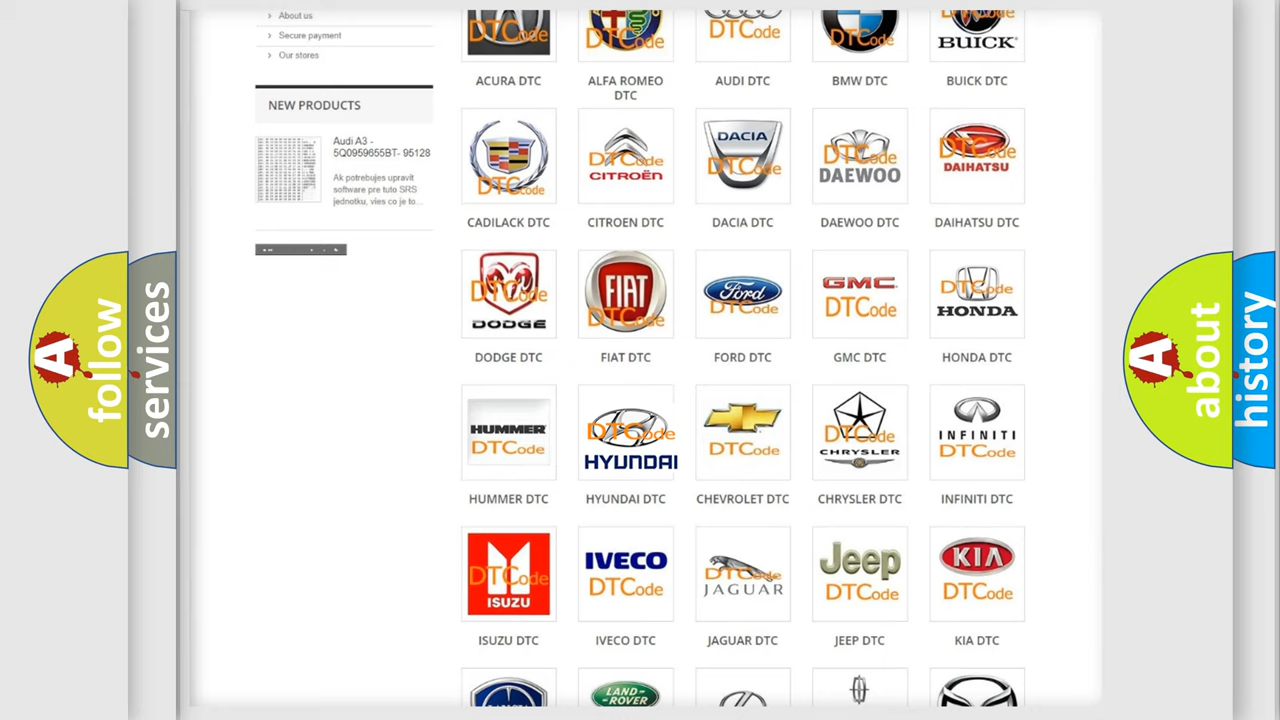 About us
Secure payment
Our stores
NEW PRODUCTS
Audi A3 -
5Q0959655BT- 95128
Ak potrebujes upravit
software pre tuto SRS
jednotku, vies co je to...
DTCode
DTCode
DTCode
DTCode
BUICK
ACURA DTC
ALFA ROMEO
DTC
AUDI DTC
BMW DTC
BUICK DTC
DTCode
DTCode
CITROËN
DACIA
DTCode
DTCode
DAEWOO
DTCode
DAIHATSU
CADILACK DTC
CITROEN DTC
DACIA DTC
DAEWOO DTC
DAIHATSU DTC
DTCode
DODGE
FIAT
DTCode
Ford
DTCode
GMC
DTCode
DTCode
HONDA
DODGE DTC
FIAT DTC
FORD DTC
GMC DTC
HONDA DTC
HUMMER
DTCode
DTCode
HYUNDAI
DTCode
DTCode
CHRYSLER
INFINITI
DTCode
HUMMER DTC
HYUNDAI DTC
CHEVROLET DTC
CHRYSLER DTC
INFINITI DTC
DTCode
ISUZU
IVECO
DTCode
DTCode
JAGUAR
Jeep
DTCode
KIA
DTCode
ISUZU DTC
IVECO DTC
JAGUAR DTC
JEEP DTC
KIA DTC
LAND-
ROVER
A
follow
services
A
about
history